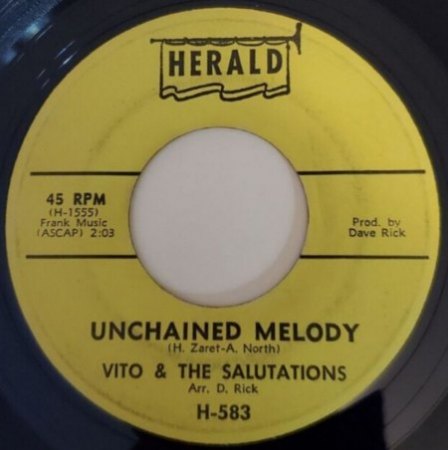 HERALD
45 RPM
(H-1555)
Frank Music
(ASCAP) 2:03
Prod. by
Dave Rick
UNCHAINED MELODY
(H. Zaret-A. North)
VITO & THE SALUTATIONS
Arr. D. Rick
H-583